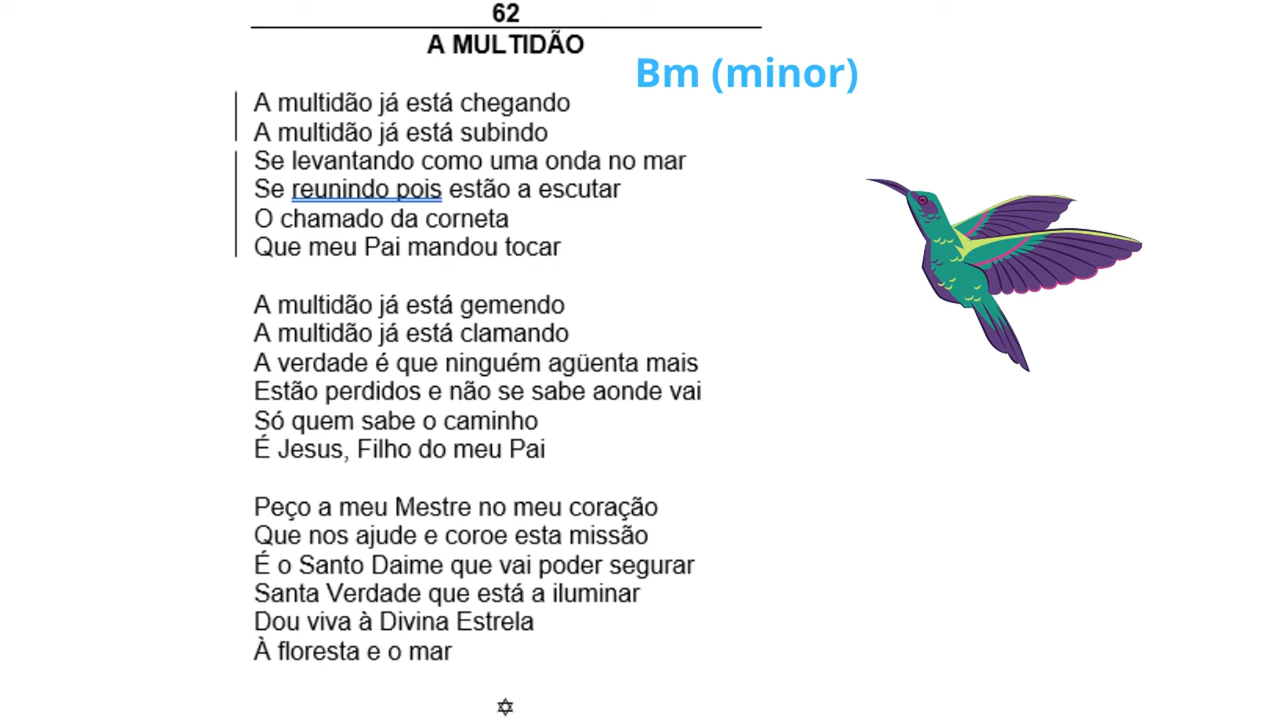 62
A MULTIDÃO
Bm (minor)
A multidão já está chegando
A multidão já está subindo
Se levantando como uma onda no mar
Se reunindo pois estão a escutar
O chamado da corneta
Que meu Pai mandou tocar
A multidão já está gemendo
A multidão já está clamando
A verdade é que ninguém agüenta mais
Estão perdidos e não se sabe aonde vai
Só quem sabe o caminho
É Jesus, Filho do meu Pai
Peço a meu Mestre no meu coração
Que nos ajude e coroe esta missão
É o Santo Daime que vai poder segurar
Santa Verdade que está a iluminar
Dou viva à Divina Estrela
À floresta e o mar